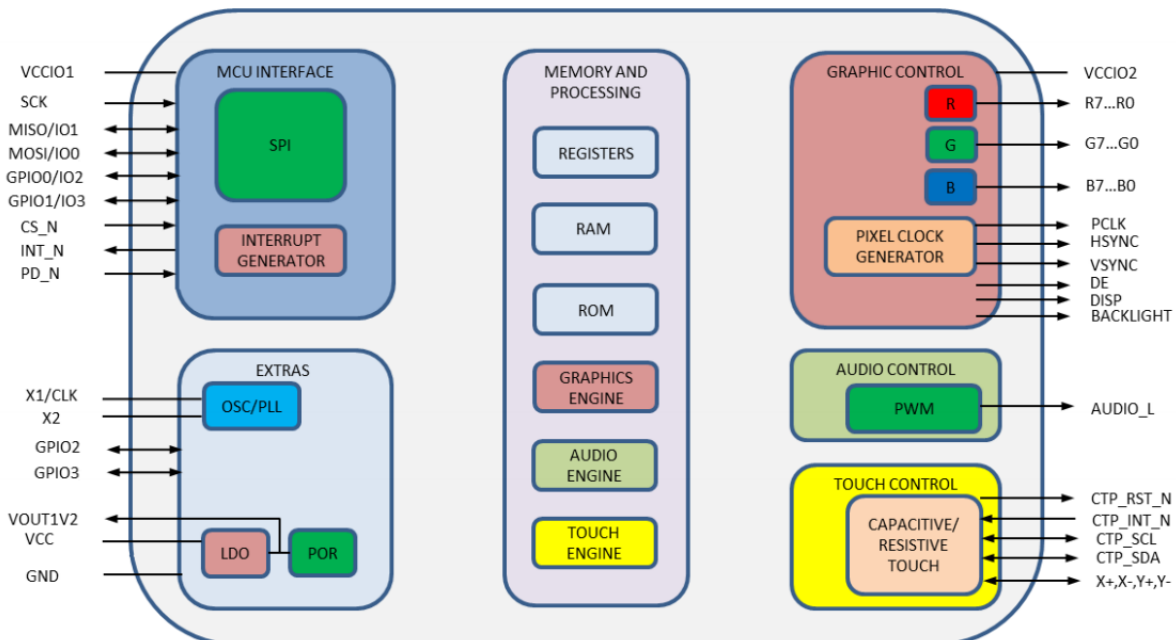 VCCIO1
SCK
MISO/IO1
MOSI/IO0
GPIO0/IO2
GPIO1/IO3
CS_N
INT_N
PD_N
MCU INTERFACE
SPI
INTERRUPT
GENERATOR
X1/CLK
X2
GPIO2
GPIO3
VOUT1V2
VCC
GND
EXTRAS
OSC/PLL
LDO
POR
MEMORY AND
PROCESSING
REGISTERS
RAM
ROM
GRAPHICS
ENGINE
AUDIO
ENGINE
TOUCH
ENGINE
GRAPHIC CONTROL
R
G
B
PIXEL CLOCK
GENERATOR
VCCIO2
R7...R0
G7...G0
B7...B0
PCLK
HSYNC
VSYNC
DE
DISP
BACKLIGHT
AUDIO CONTROL
PWM
AUDIO_L
TOUCH CONTROL
CAPACITIVE/
RESISTIVE
TOUCH
CTP_RST_N
CTP_INT_N
CTP_SCL
CTP_SDA
X+,X-,Y+,Y-